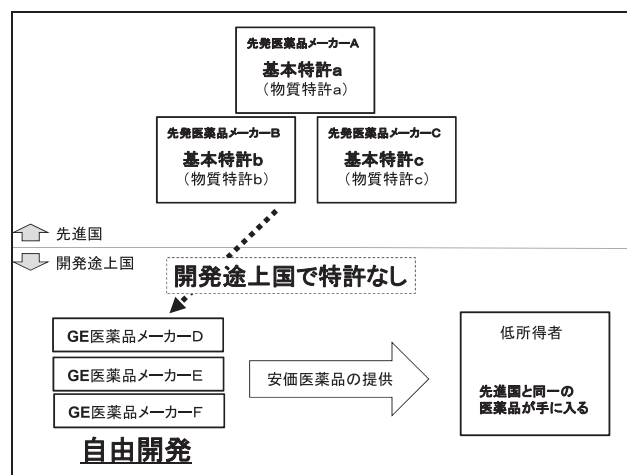 先発医薬品メーカーA
基本特許a
（物質特許a）
先発医薬品メーカーB
基本特許b
（物質特許b）
先発医薬品メーカーC
基本特許c
（物質特許c）
先進国
開発途上国
開発途上国で特許なし
GE医薬品メーカーD
GE医薬品メーカーE
GE医薬品メーカーF
自由開発
安価医薬品の提供
低所得者
先進国と同一の
医薬品が手に入る